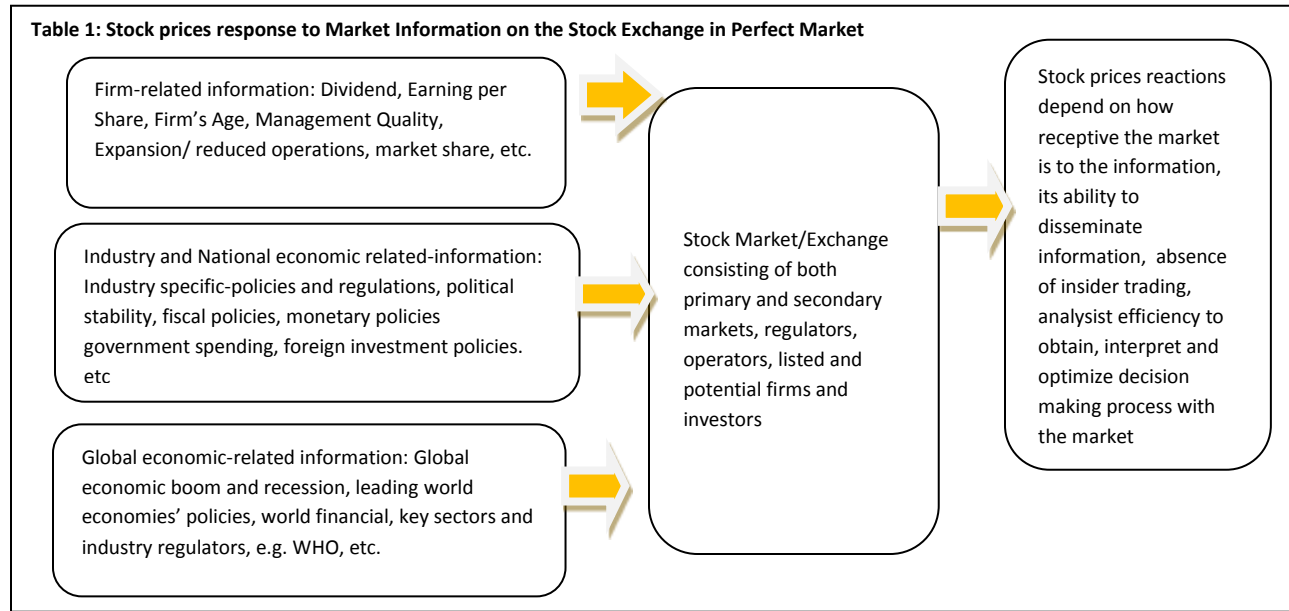 Table 1: Stock prices response to Market Information on the Stock Exchange in Perfect Market
Firm-related information: Dividend, Earning per
Share, Firm's Age, Management Quality,
Expansion/ reduced operations, market share, etc.
Industry and National economic related-information:
Industry specific-policies and regulations, political
stability, fiscal policies, monetary policies
government spending, foreign investment policies.
etc
Global economic-related information: Global
economic boom and recession, leading world
economies' policies, world financial, key sectors and
industry regulators, e.g. WHO, etc.
Stock Market/Exchange
consisting of both
primary and secondary
markets, regulators,
operators, listed and
potential firms and
investors
Stock prices reactions
depend on how
receptive the market
is to the information,
its ability to
disseminate
information, absence
of insider trading,
analysist efficiency to
obtain, interpret and
optimize decision
making process with
the market